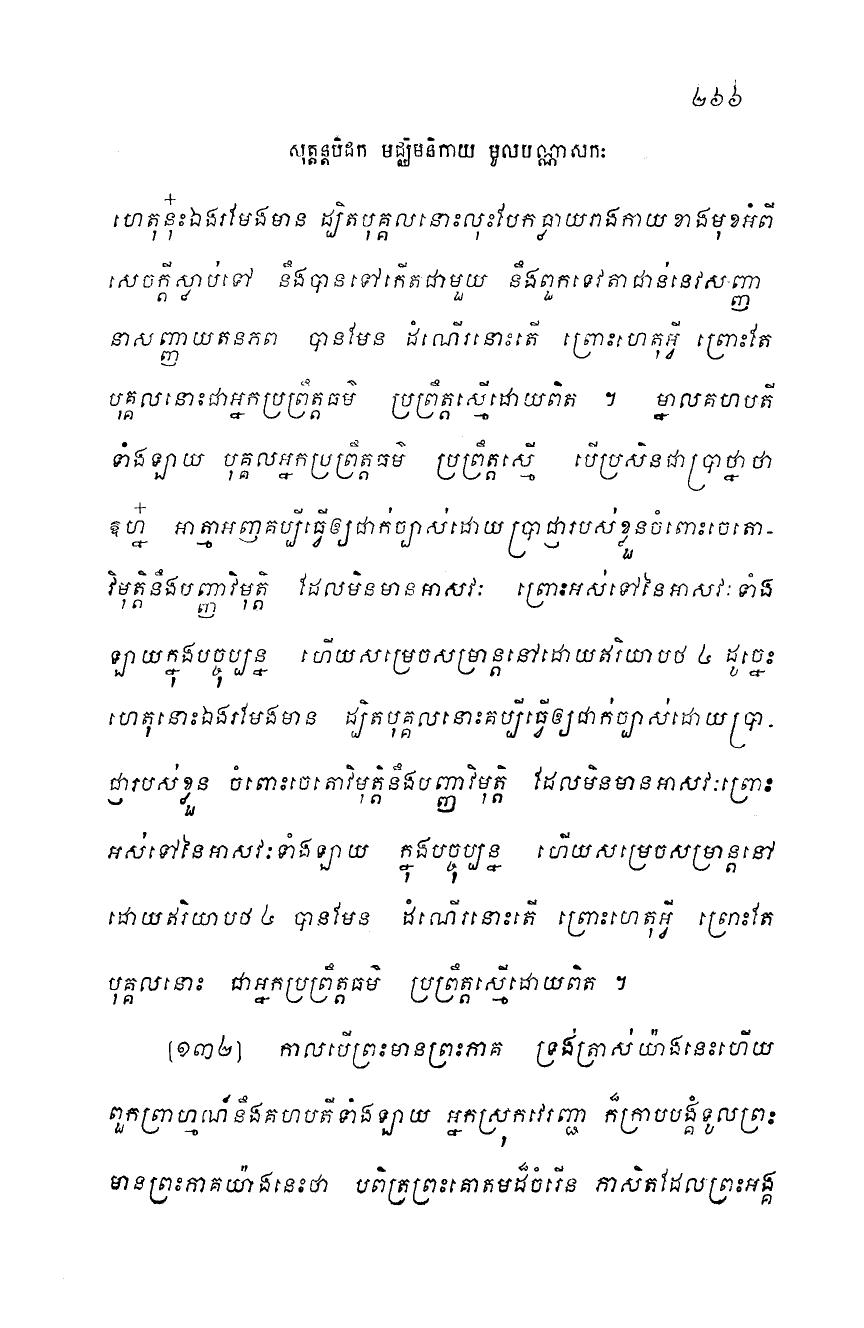 ២៦៦
សុត្តន្តបិដក មជ្ឈិមនិកាយ មូលបណ្ណាសកៈ
ហេតុនុ៎ះឯងរមែងមាន ដ្បិតបុគ្គលនោះលុះបែកធ្លាយរាងកាយ ខាងមុខអំពី
សេចក្តីស្លាប់ទៅ នឹងបានទៅកើតជាមួយ នឹងពួកទេវតាជាន់នេវសញ្ញា
នាសញ្ញាយតនភព បានមែន ដំណើរនោះតើ ព្រោះហេតុអ្វី ព្រោះតែ
បុគ្គលនោះជាអ្នកប្រព្រឹត្តធម៌ ប្រព្រឹត្តស្មើដោយពិត ។ ម្នាលគហបតី
ទាំងឡាយ បុគ្គលអ្នកប្រព្រឹត្តធម៌ ប្រព្រឹត្តស្មើ បើប្រសិនជាប្រាថ្នាថា
ឱហ្ន៎ អាត្មាអញគប្បីធ្វើឲ្យជាក់ច្បាស់ដោយប្រាជ្ញារបស់ខ្លួនចំពោះចេតោ-
វិមុត្តិនឹងបញ្ញាវិមុត្តិ ដែលមិនមានអាសវៈ ព្រោះអស់ទៅនៃអាសវៈទាំង
ឡាយក្នុងបច្ចុប្បន្ន ហើយសម្រេចសម្រាន្តនៅដោយឥរិយាបថ ៤ ដូច្នេះ
ហេតុនោះឯងរមែងមាន ដ្បិតបុគ្គលនោះគប្បីធ្វើឲ្យជាក់ច្បាស់ដោយប្រា-
ជ្ញារបស់ខ្លួន ចំពោះចេតោវិមុត្តិនឹងបញ្ញាវិមុត្តិ ដែលមិនមានអាសវៈព្រោះ
អស់ទៅនៃអាសវៈទាំងឡាយ ក្នុងបច្ចុប្បន្ន ហើយសម្រេចសម្រាន្តនៅ
ដោយឥរិយាបថ ៤ បានមែន ដំណើរនោះតើ ព្រោះហេតុអ្វី ព្រោះតែ
បុគ្គលនោះ ជាអ្នកប្រព្រឹត្តធម៌ ប្រព្រឹត្តស្មើដោយពិត ។
[១៣២] កាលបើព្រះមានព្រះភាគ ទ្រង់ត្រាស់យ៉ាងនេះហើយ
ពួកព្រាហ្មណ៍នឹងគហបតីទាំងឡាយ អ្នកស្រុកវេរញ្ជា ក៏ក្រាបបង្គំទូលព្រះ
មានព្រះភាគយ៉ាងនេះថា បពិត្រព្រះគោតមដ៏ចំរើន ភាសិតដែលព្រះអង្គ